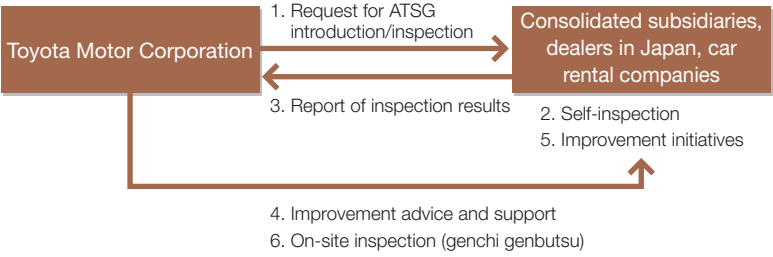 Toyota Motor Corporation
1. Request for ATSG
introduction/inspection
Consolidated subsidiaries,
dealers in Japan, car
rental companies
3. Report of inspection results
2. Self-inspection
5. Improvement initiatives
4. Improvement advice and support
6. On-site inspection (genchi genbutsu)